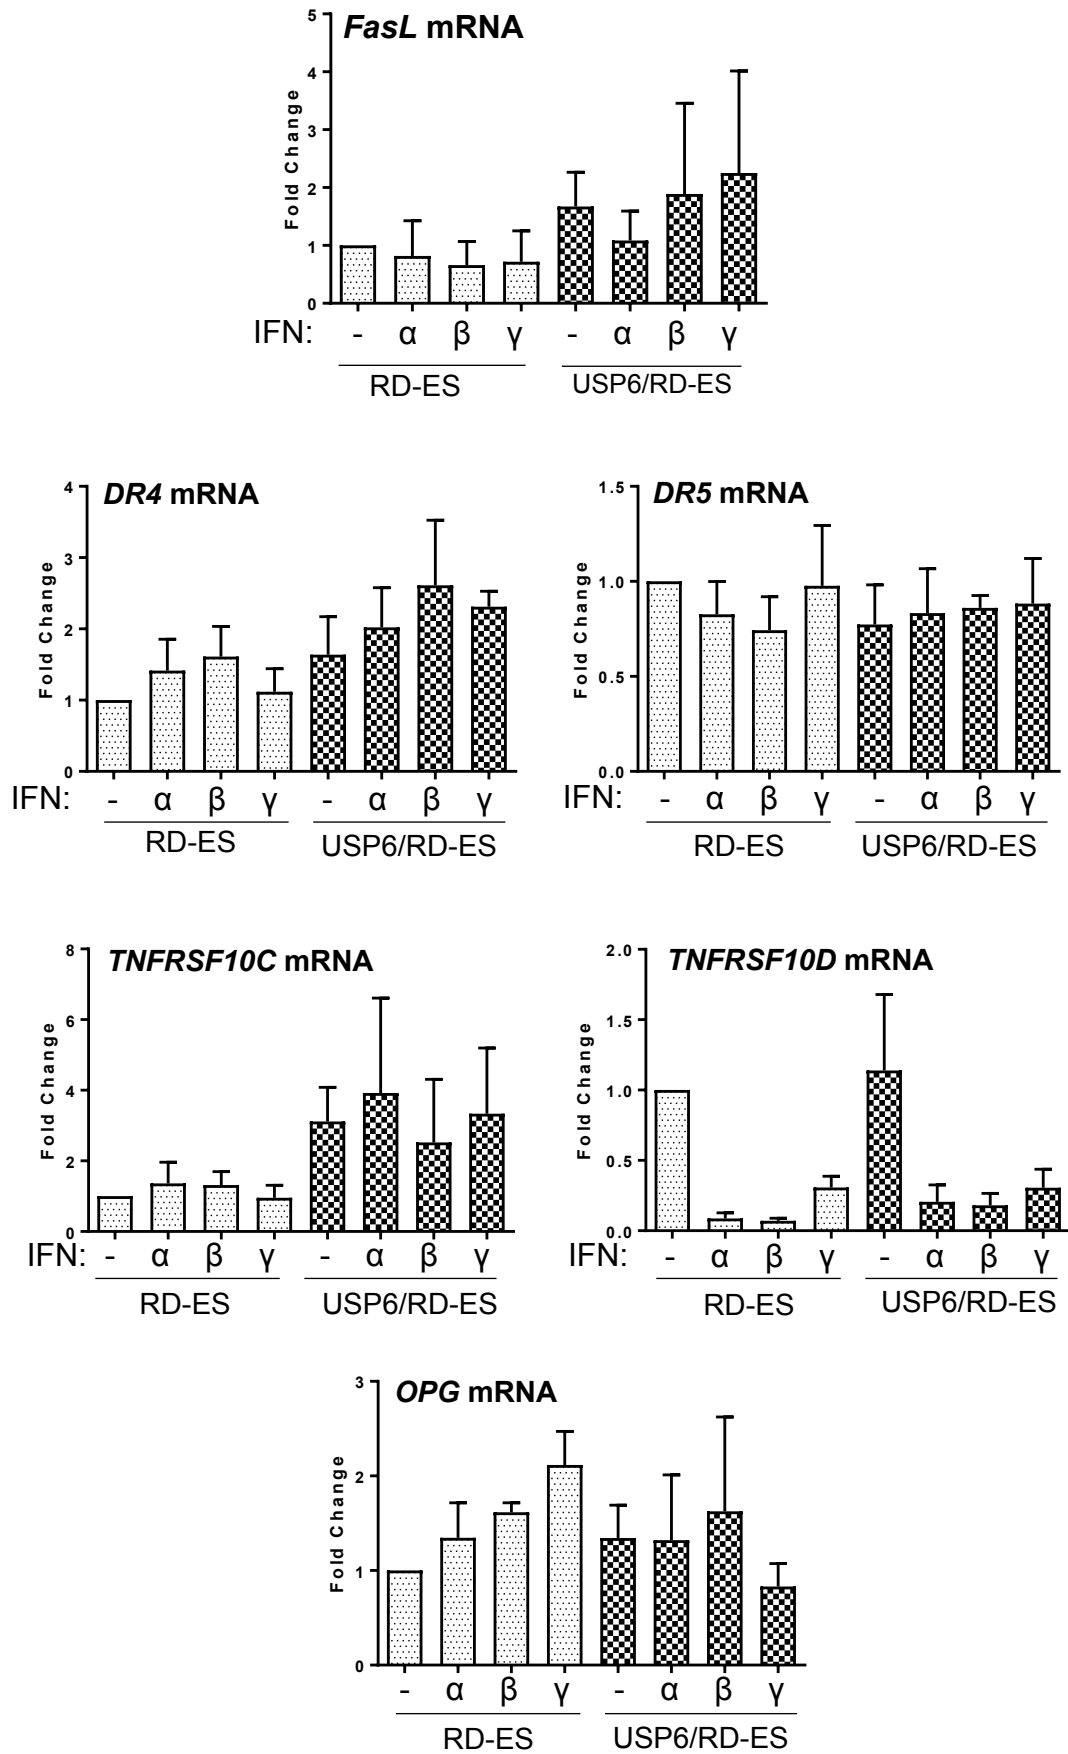 FasL mRNA
Fold Change
5
4
3
2
1
0
IFN: - α β γ - α β γ
RD-ES USP6/RD-ES
DR4 mRNA
Fold Change
4
3
2
1
0
IFN: - α β γ - α β γ
RD-ES USP6/RD-ES
DR5 mRNA
Fold Change
1.5
1.0
0.5
0.0
IFN: - α β γ - α β γ
RD-ES USP6/RD-ES
TNFRSF10C mRNA
Fold Change
8
6
4
2
0
IFN: - α β γ - α β γ
RD-ES USP6/RD-ES
TNFRSF10D mRNA
Fold Change
2.0
1.5
1.0
0.5
0.0
IFN: - α β γ - α β γ
RD-ES USP6/RD-ES
OPG mRNA
Fold Change
3
2
1
0
- α β γ - α β γ
RD-ES USP6/RD-ES